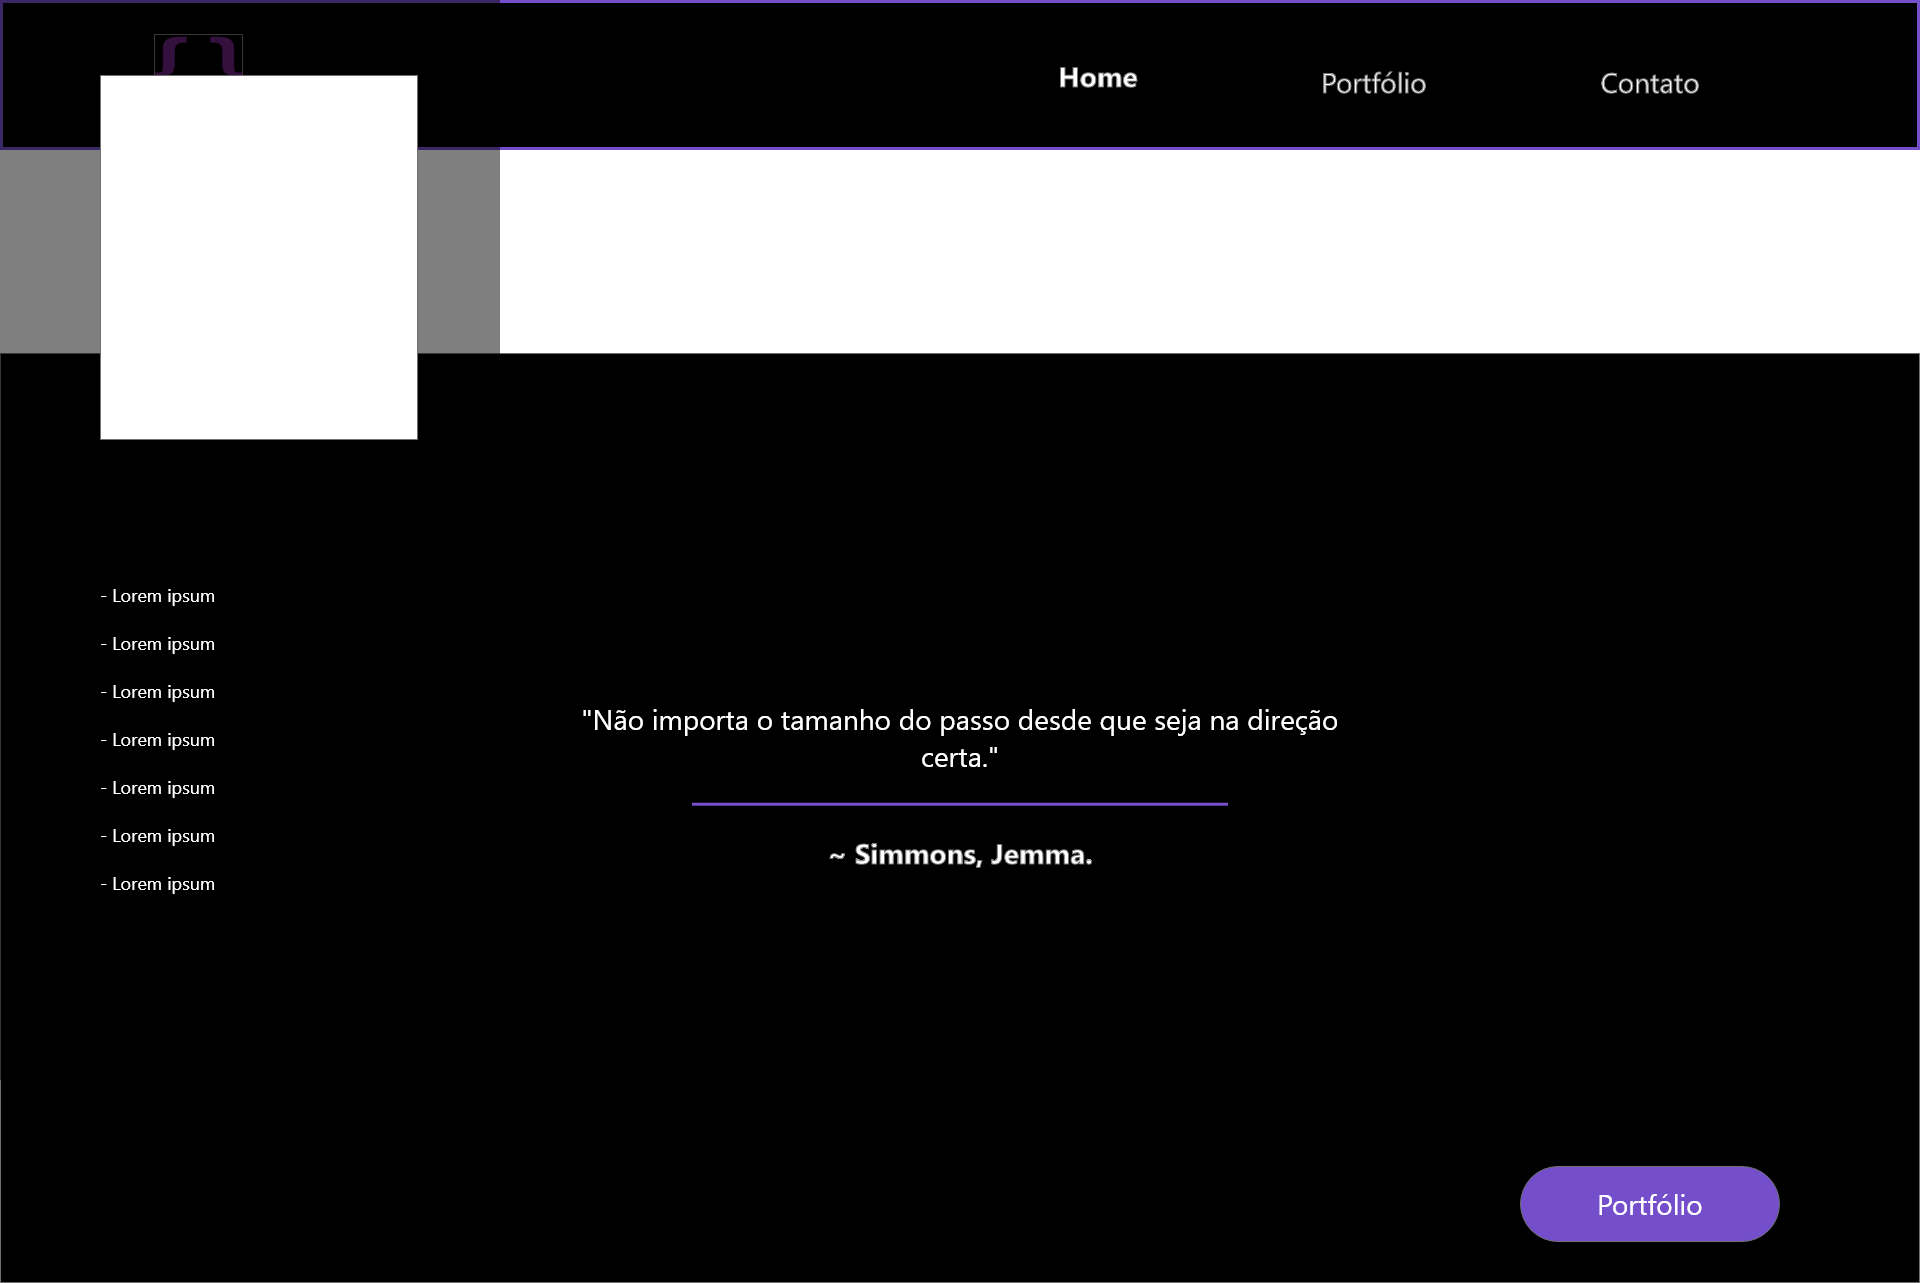 Home
Portfólio
Contato
- Lorem ipsum
- Lorem ipsum
- Lorem ipsum
- Lorem ipsum
- Lorem ipsum
- Lorem ipsum
- Lorem ipsum
"Não importa o tamanho do passo desde que seja na direção
certa."
~ Simmons, Jemma.
Portfólio